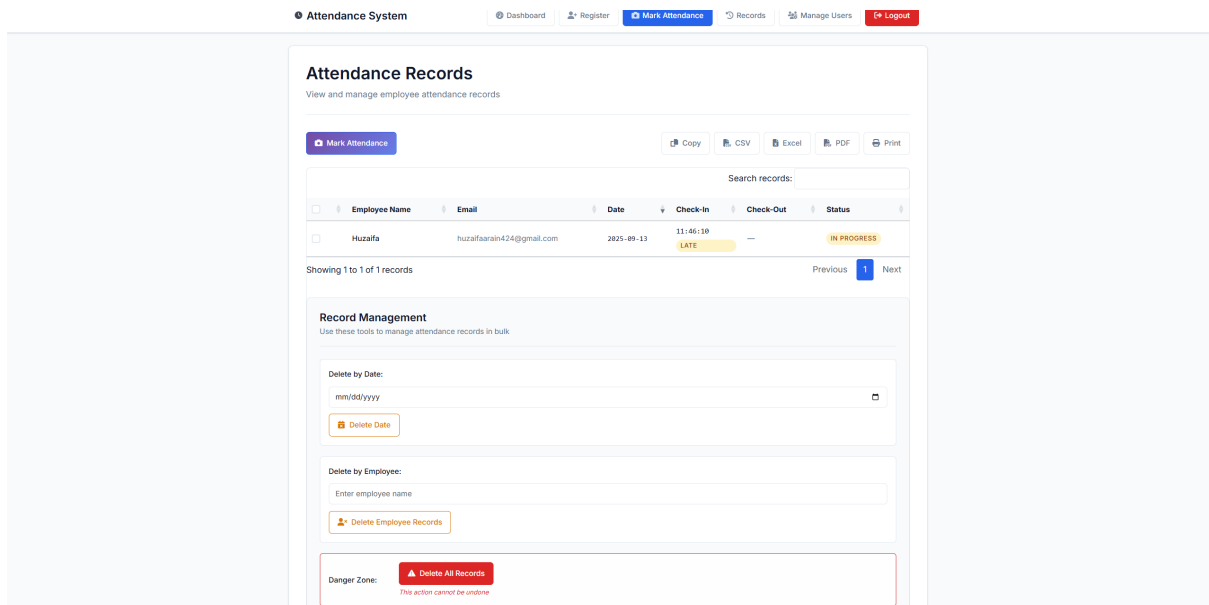 Attendance System Dashboard Register Mark Attendance Records Manage Users Logout
Attendance Records
View and manage employee attendance records
Mark Attendance Copy CSV Excel PDF Print
Search records:
Employee Name Email Date Check-In Check-Out Status
Huzaifa huzaifaarain424@gmail.com 2025-09-13 11:46:10 — IN PROGRESS
LATE
Showing 1 to 1 of 1 records Previous 1 Next
Record Management
Use these tools to manage attendance records in bulk
Delete by Date:
mm/dd/yyyy
Delete Date
Delete by Employee:
Enter employee name
Delete Employee Records
Danger Zone: Delete All Records
This action cannot be undone